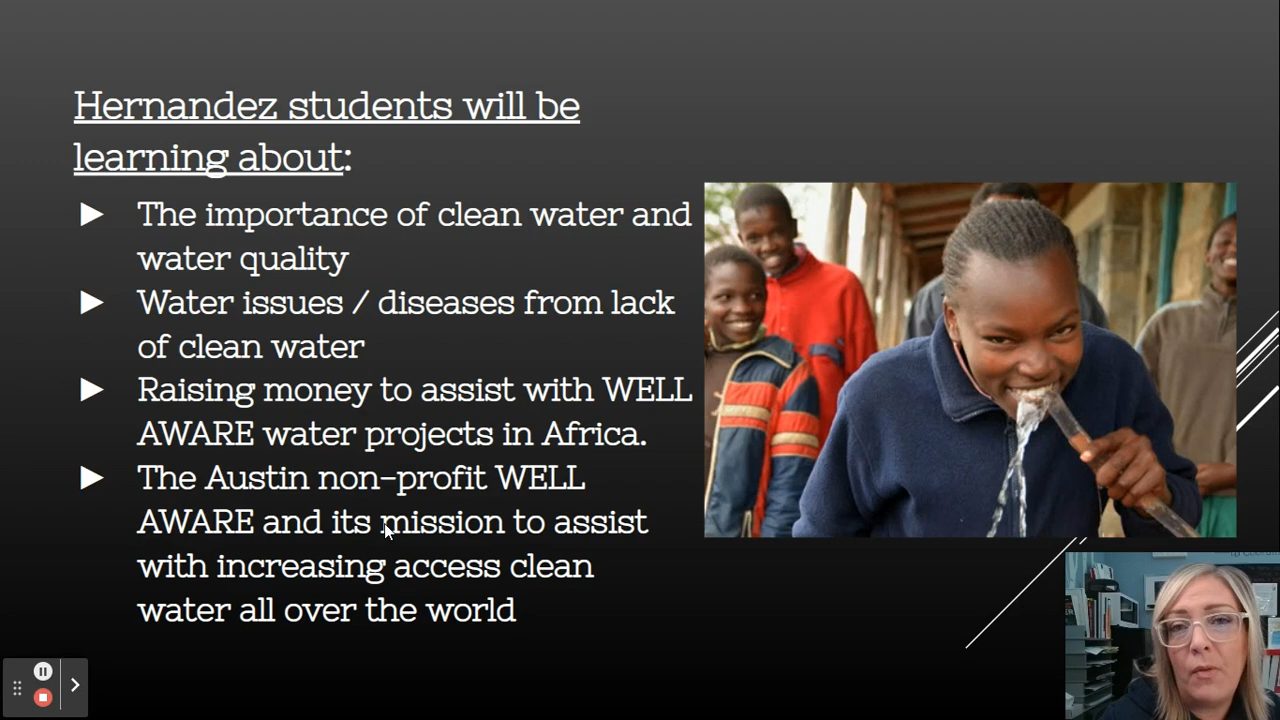 Hernandez students will be
learning about:
► The importance of clean water and
water quality
► Water issues / diseases from lack
of clean water
► Raising money to assist with WELL
AWARE water projects in Africa.
► The Austin non-profit WELL
AWARE and its mission to assist
with increasing access clean
water all over the world